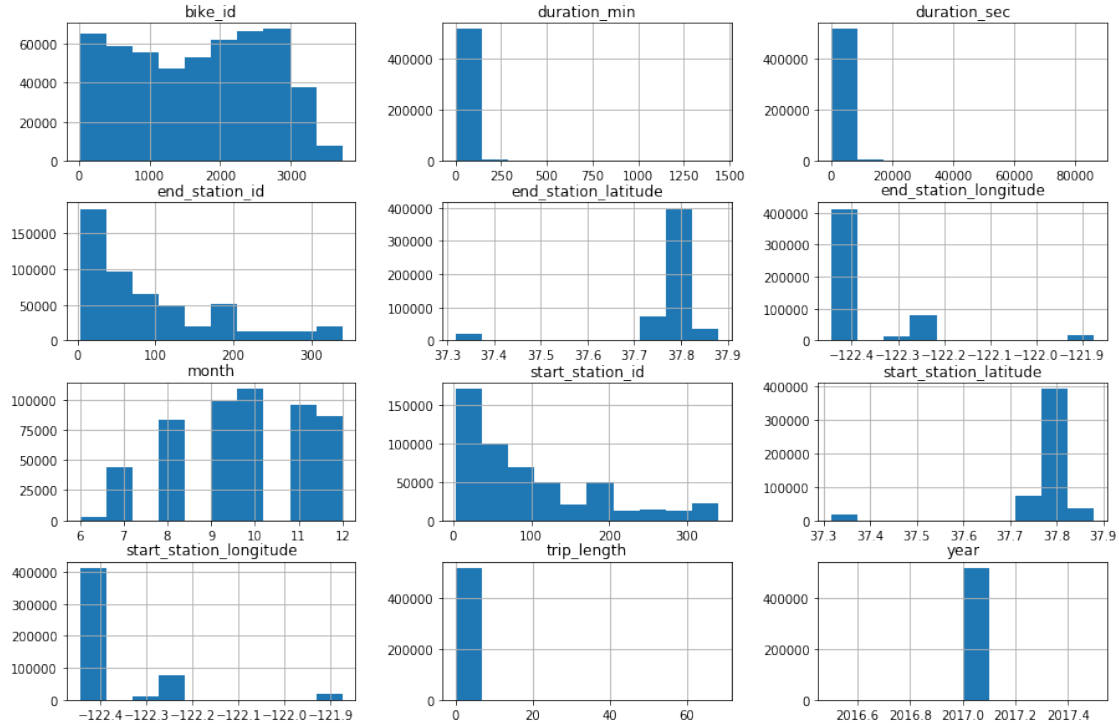 bike_id
duration_min
duration_sec
60000
40000
20000
0
0 1000 2000 3000
400000
200000
0
0 250 500 750 1000 1250 1500
400000
200000
0
0 20000 40000 60000 80000
end_station_id
end_station_latitude
end_station_longitude
150000
100000
50000
0
0 100 200 300
400000
300000
200000
100000
0
37.3 37.4 37.5 37.6 37.7 37.8 37.9
400000
300000
200000
100000
0
−122.4 −122.3 −122.2 −122.1 −122.0 −121.9
month
start_station_id
start_station_latitude
100000
75000
50000
25000
0
6 7 8 9 10 11 12
150000
100000
50000
0
0 100 200 300
400000
300000
200000
100000
0
37.3 37.4 37.5 37.6 37.7 37.8 37.9
start_station_longitude
trip_length
year
400000
300000
200000
100000
0
−122.4 −122.3 −122.2 −122.1 −122.0 −121.9
400000
200000
0
0 20 40 60
400000
200000
0
2016.6 2016.8 2017.0 2017.2 2017.4